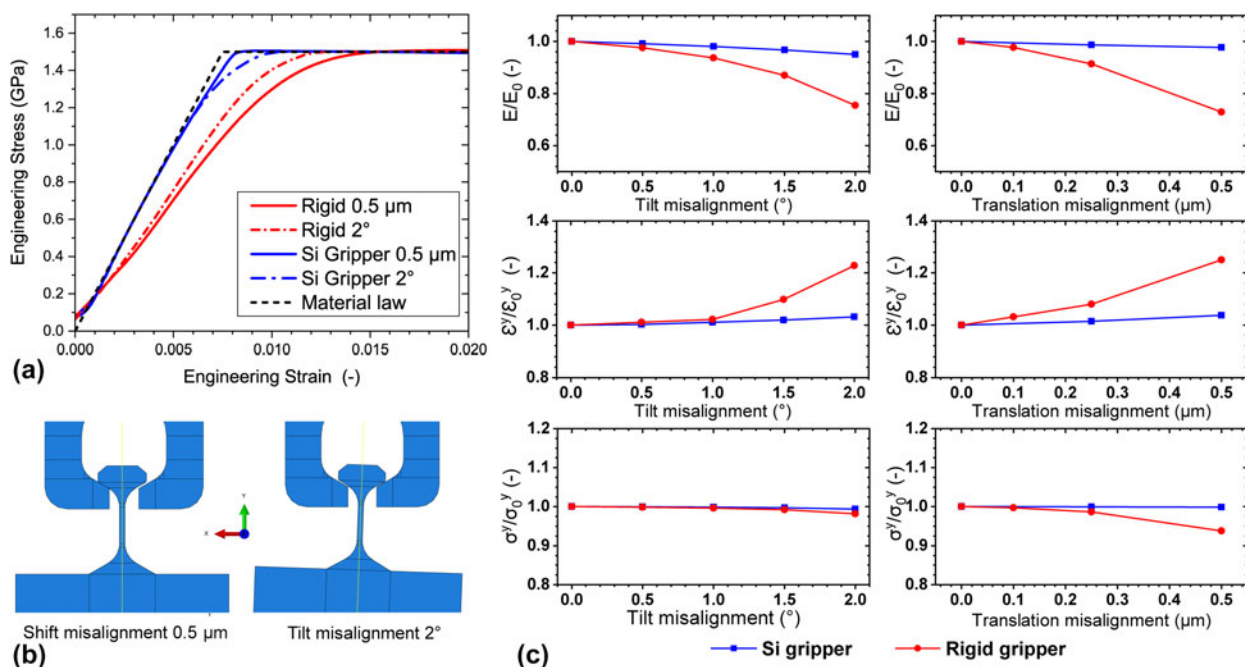 Engineering Stress (GPa)
1.6
1.4
1.2
1.0
0.8
0.6
0.4
0.2
0.0
Rigid 0.5 µm
Rigid 2°
Si Gripper 0.5 µm
Si Gripper 2°
Material law
0.000 0.005 0.010 0.015 0.020
(a) Engineering Strain (-)
Y
X
Shift misalignment 0.5 µm
Tilt misalignment 2°
(b)
E/E₀ (-)
1.0
0.8
0.6
0.0 0.5 1.0 1.5 2.0
Tilt misalignment (°)
E/E₀ (-)
1.0
0.8
0.6
0.0 0.1 0.2 0.3 0.4 0.5
Translation misalignment (µm)
εʸ/ε₀ʸ (-)
1.4
1.2
1.0
0.8
0.0 0.5 1.0 1.5 2.0
Tilt misalignment (°)
εʸ/ε₀ʸ (-)
1.4
1.2
1.0
0.8
0.0 0.1 0.2 0.3 0.4 0.5
Translation misalignment (µm)
σʸ/σ₀ʸ (-)
1.2
1.1
1.0
0.9
0.8
0.0 0.5 1.0 1.5 2.0
Tilt misalignment (°)
σʸ/σ₀ʸ (-)
1.2
1.1
1.0
0.9
0.8
0.0 0.1 0.2 0.3 0.4 0.5
Translation misalignment (µm)
(c)
Si gripper
Rigid gripper